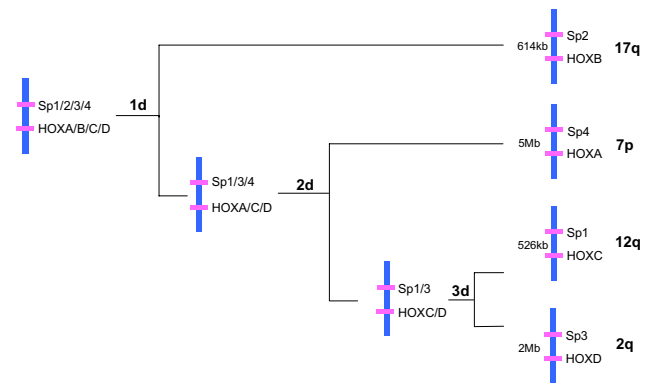 Sp2
614kb
17q
HOXB
Sp1/2/3/4
1d
HOXA/B/C/D
Sp4
5Mb
7p
HOXA
Sp1/3/4
2d
HOXA/C/D
Sp1
526kb
12q
HOXC
Sp1/3
3d
HOXC/D
Sp3
2Mb
2q
HOXD